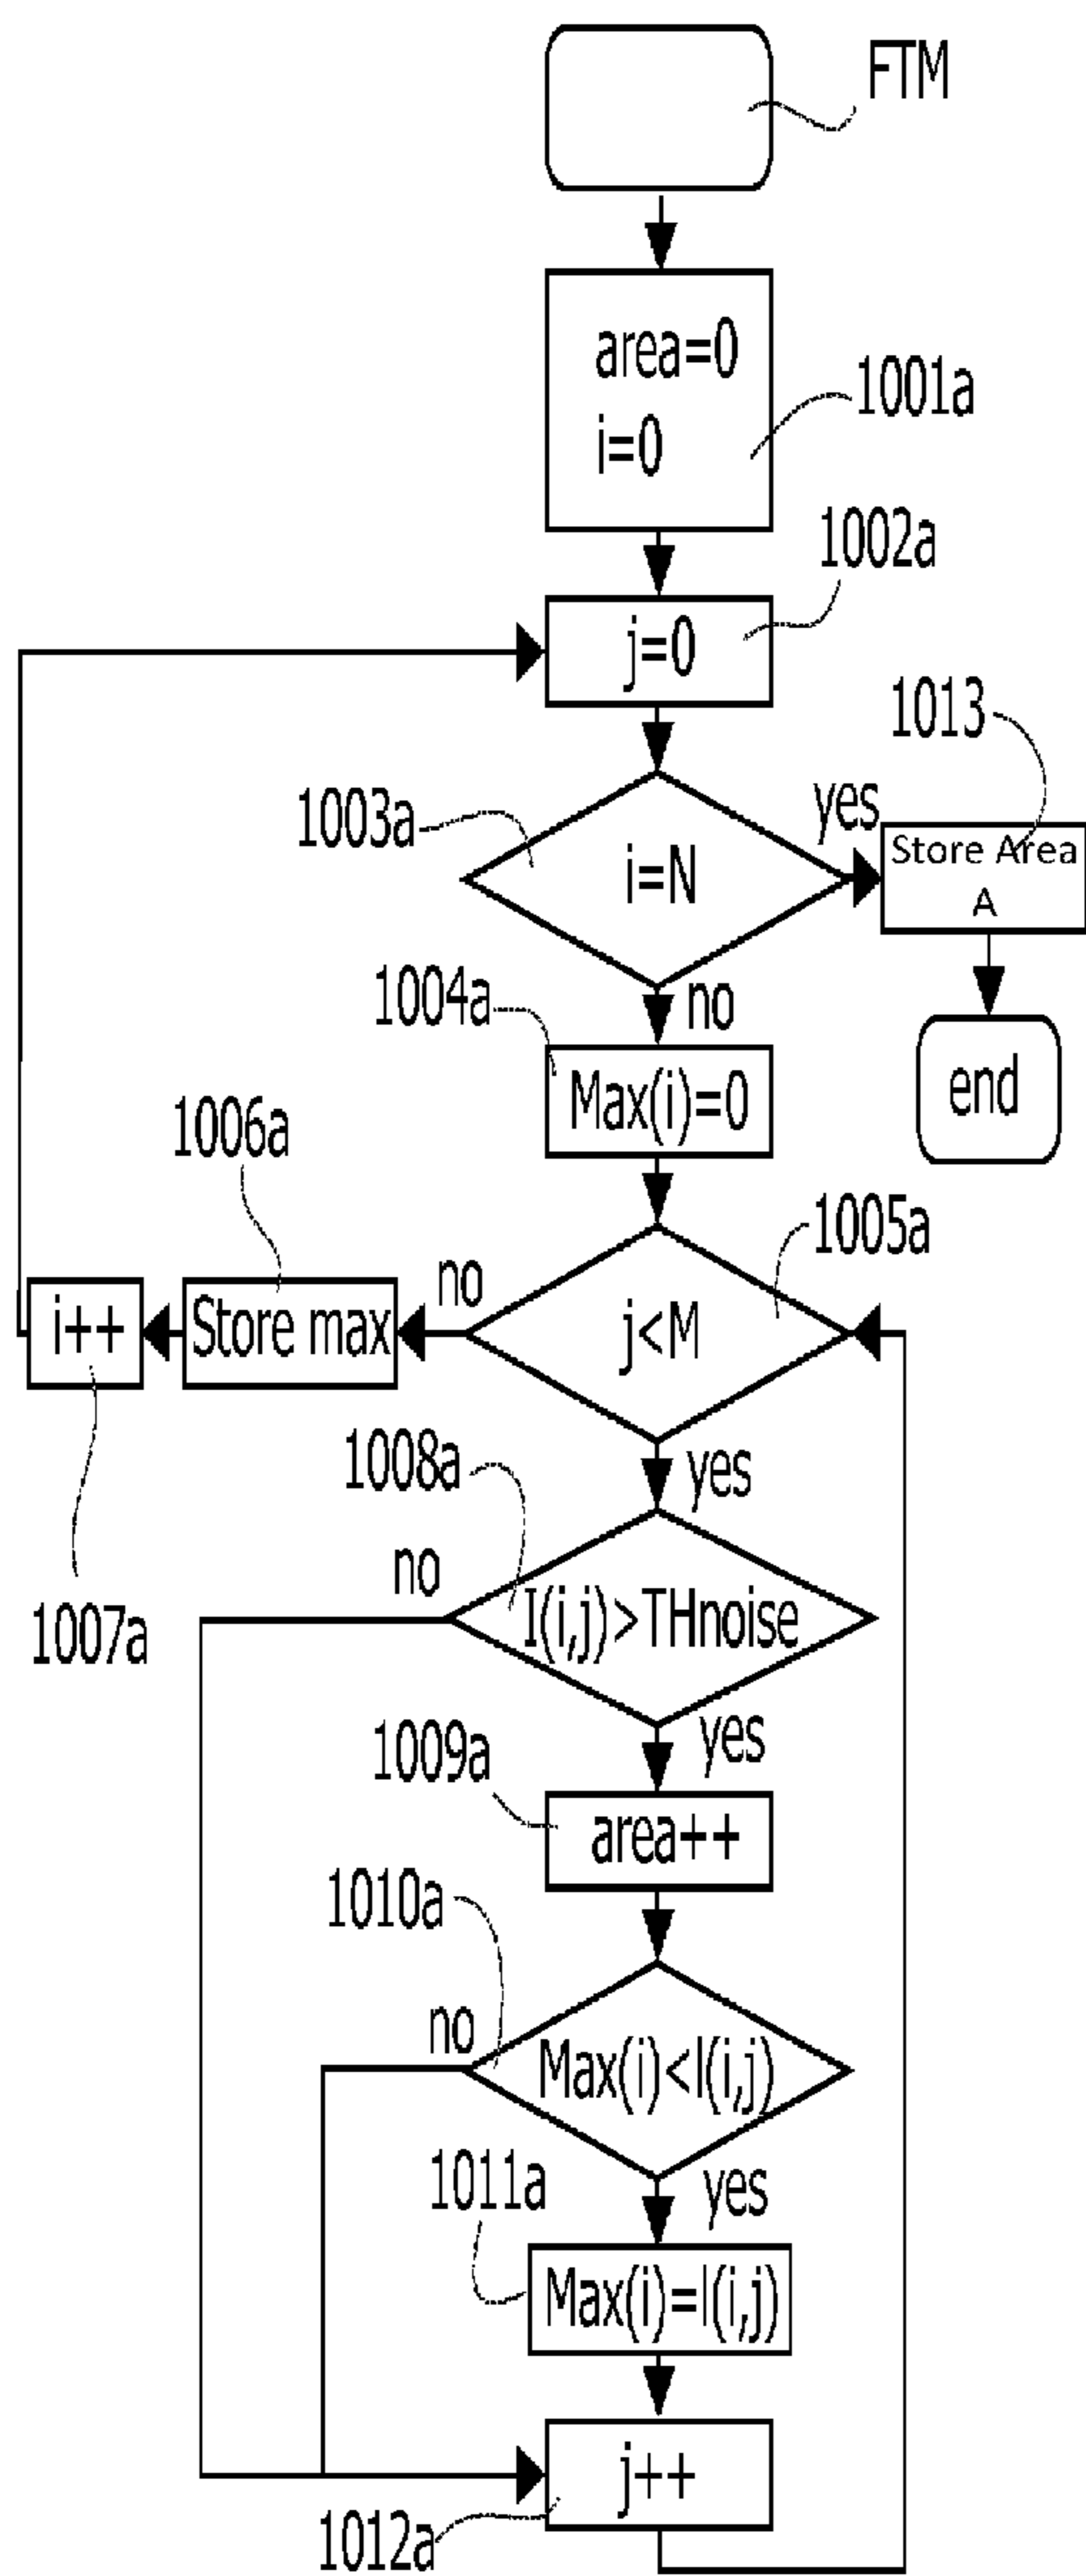 FTM
area=0
i=0
1001a
1002a
j=0
1013
1003a
yes
i=N
Store Area
A
1004a
no
Max(i)=0
end
1006a
1005a
no
i++
Store max
j<M
1008a
yes
no
I(i,j)>THnoise
1007a
1009a
yes
area++
1010a
no
Max(i)<I(i,j)
1011a
yes
Max(i)=I(i,j)
j++
1012a